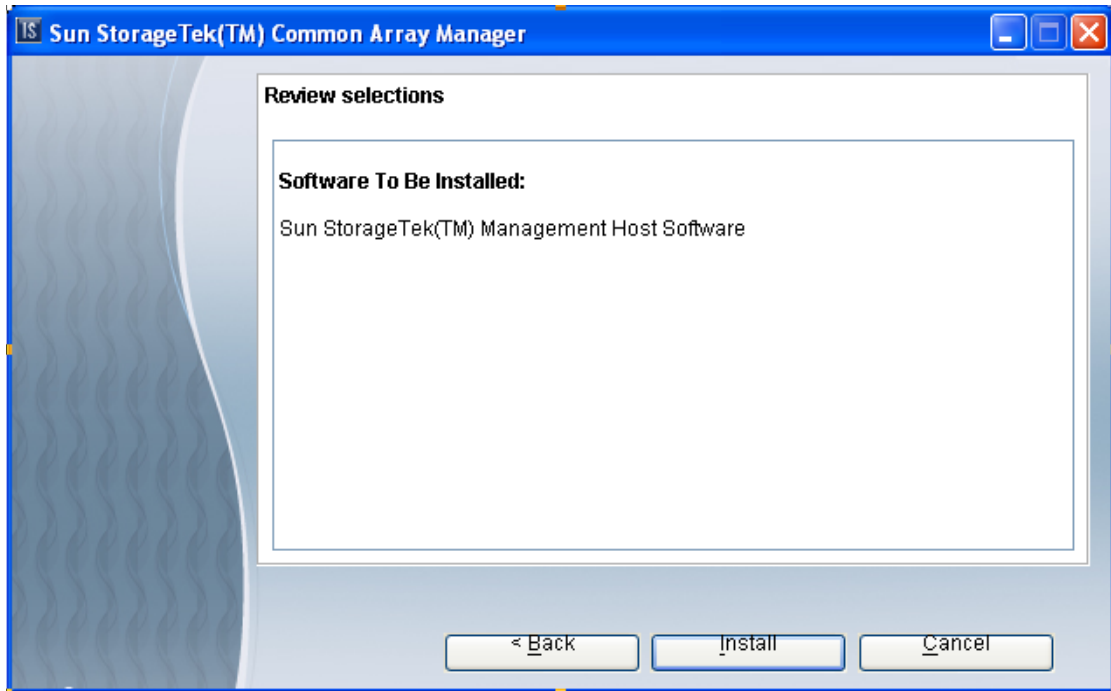 IS Sun StorageTek(TM) Common Array Manager
Review selections
Software To Be Installed:
Sun StorageTek(TM) Management Host Software
< Back
Install
Cancel